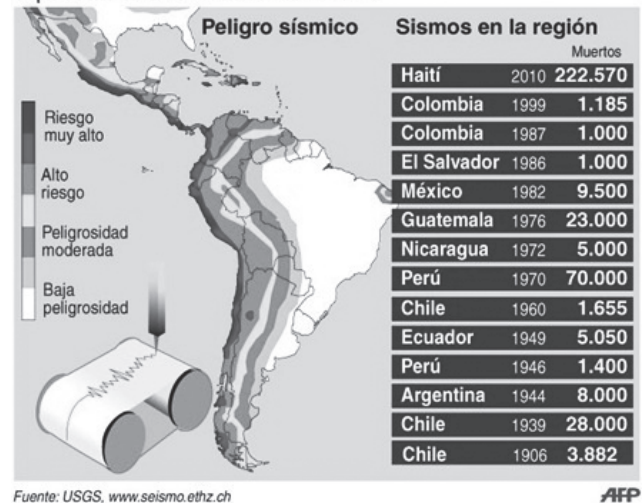 Peligro sísmico
Sismos en la región
Muertos
Haití 2010 222.570
Colombia 1999 1.185
Colombia 1987 1.000
El Salvador 1986 1.000
México 1982 9.500
Guatemala 1976 23.000
Nicaragua 1972 5.000
Perú 1970 70.000
Chile 1960 1.655
Ecuador 1949 5.050
Perú 1946 1.400
Argentina 1944 8.000
Chile 1939 28.000
Chile 1906 3.882
Riesgo
muy alto
Alto
riesgo
Peligrosidad
moderada
Baja
peligrosidad
Fuente: USGS, www.seismo.ethz.ch
AFP